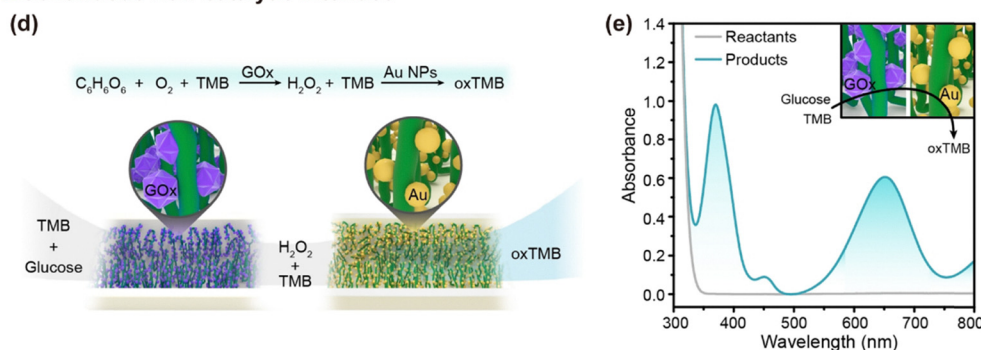 (d)
C₆H₆O₆ + O₂ + TMB GOx H₂O₂ + TMB Au NPs oxTMB
GOx
Au
TMB
+
Glucose
H₂O₂
+
TMB
oxTMB
(e)
Absorbance
1.4
1.2
1.0
0.8
0.6
0.4
0.2
0.0
Reactants
Products
GOx
Au
Glucose
TMB
oxTMB
300 400 500 600 700 800
Wavelength (nm)